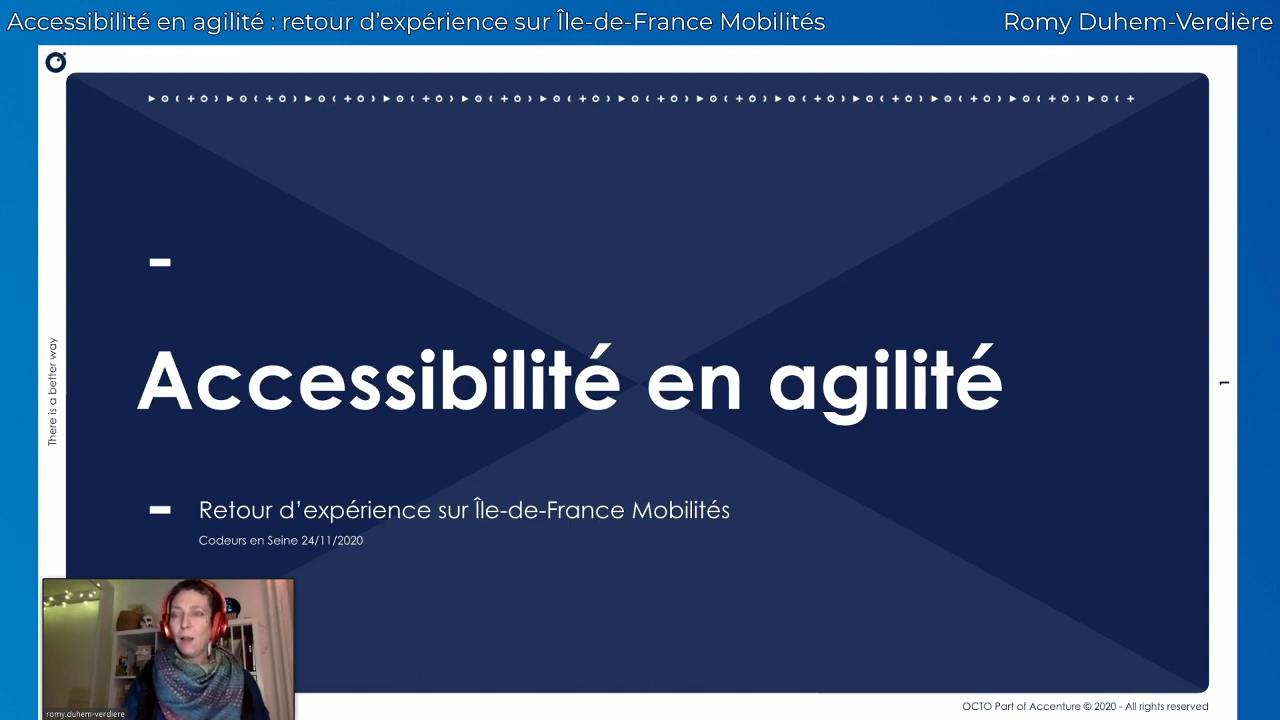 Accessibilité en agilité : retour d’expérience sur Île-de-France Mobilités
Romy Duhem-Verdière
There is a better way
1
Accessibilité en agilité
Retour d’expérience sur Île-de-France Mobilités
Codeurs en Seine 24/11/2020
romy.duhem-verdiere
OCTO Part of Accenture © 2020 - All rights reserved